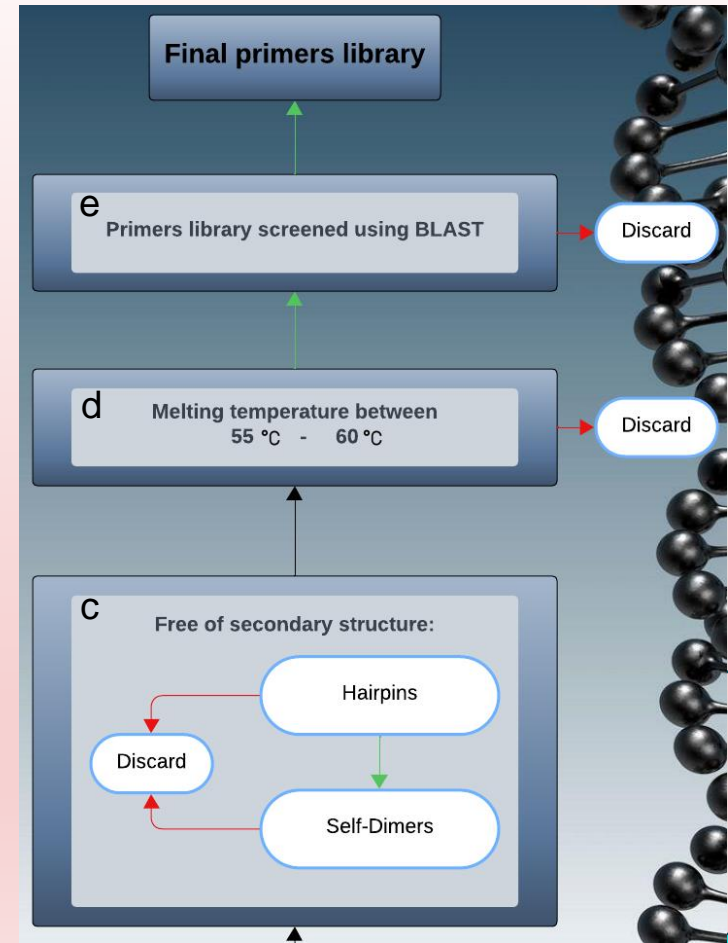 Final primers library
e
Primers library screened using BLAST
Discard
d
Melting temperature between
55 °C - 60 °C
Discard
c
Free of secondary structure:
Hairpins
Discard
Self-Dimers